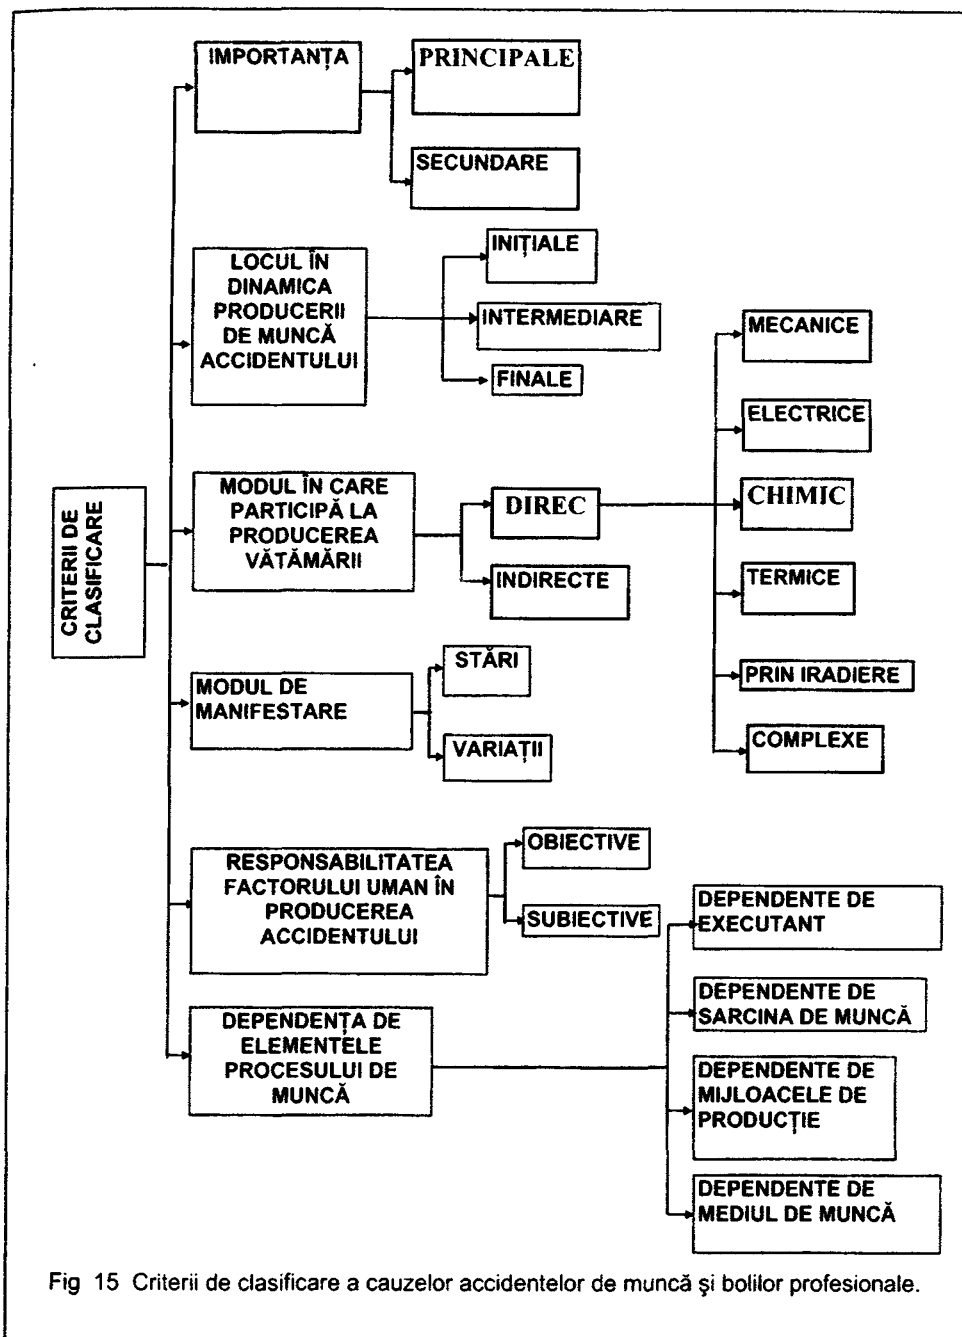 IMPORTANȚA
PRINCIPALE
SECUNDARE
LOCUL ÎN
DINAMICA
PRODUCERII
DE MUNCĂ
ACCIDENTULUI
INIȚIALE
INTERMEDIARE
FINALE
MODUL ÎN CARE
PARTICIPĂ LA
PRODUCEREA
VĂTĂMĂRII
DIREC
INDIRECTE
MECANICE
ELECTRICE
CHIMIC
TERMICE
PRIN IRADIERE
COMPLEXE
CRITERII DE
CLASIFICARE
MODUL DE
MANIFESTARE
STĂRI
VARIAȚII
RESPONSABILITATEA
FACTORULUI UMAN ÎN
PRODUCEREA
ACCIDENTULUI
OBIECTIVE
SUBIECTIVE
DEPENDENȚA DE
ELEMENTELE
PROCESULUI DE
MUNCĂ
DEPENDENTE DE
EXECUTANT
DEPENDENTE DE
SARCINA DE MUNCĂ
DEPENDENTE DE
MIJLOACELE DE
PRODUCȚIE
DEPENDENTE DE
MEDIUL DE MUNCĂ
Fig 15 Criterii de clasificare a cauzelor accidentelor de muncă şi bolilor profesionale.